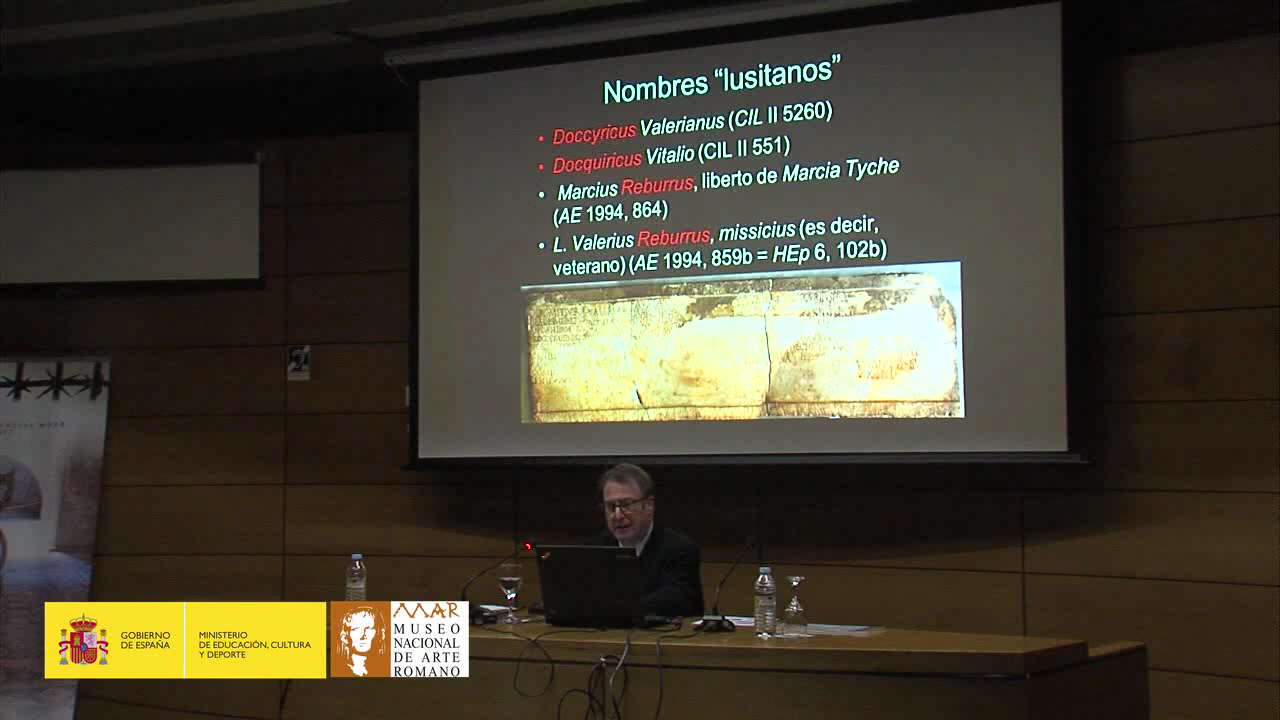 Nombres “lusitanos”
• Doccyricus Valerianus (CIL II 5260)
• Docquiricus Vitalio (CIL II 551)
• Marcius Reburrus, liberto de Marcia Tyche
(AE 1994, 864)
• L. Valerius Reburrus, missicius (es decir,
veterano) (AE 1994, 859b = HEp 6, 102b)
GOBIERNO
DE ESPAÑA
MINISTERIO
DE EDUCACIÓN, CULTURA
Y DEPORTE
MAR
MUSEO
NACIONAL
DE ARTE
ROMANO